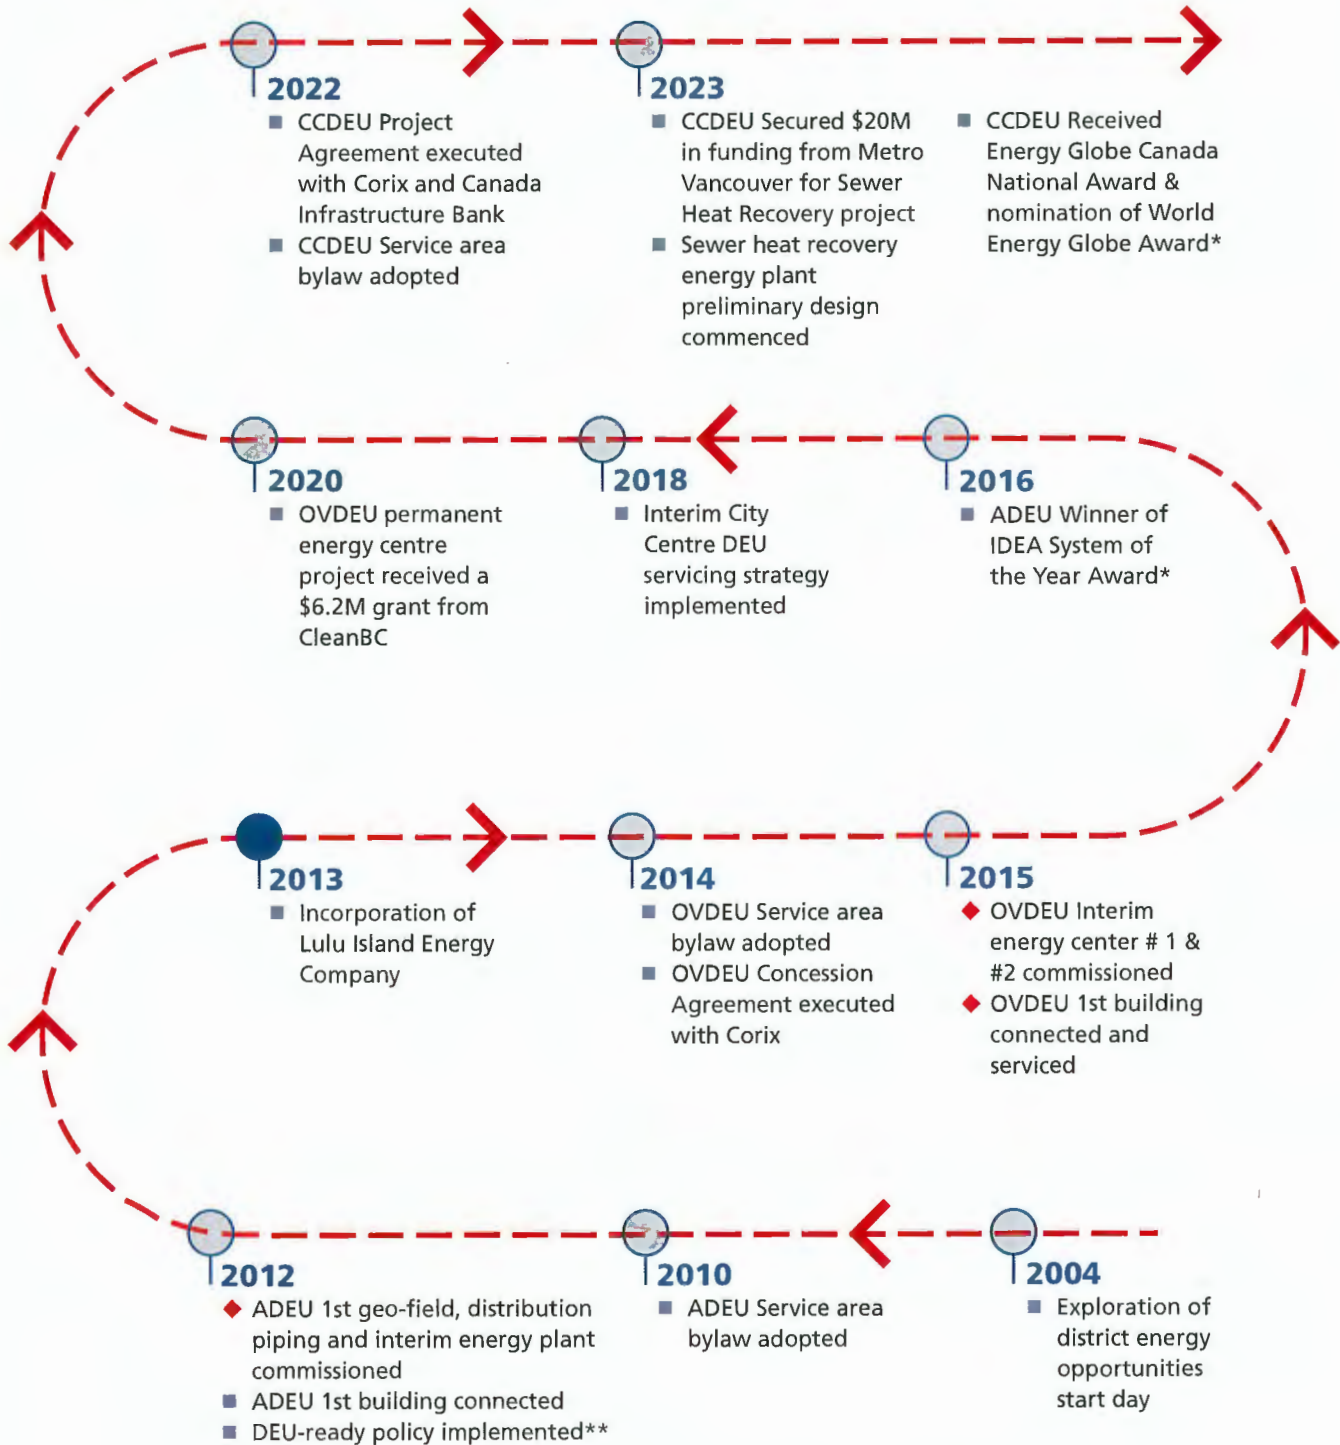 2022
■ CCDEU Project
Agreement executed
with Corix and Canada
Infrastructure Bank
■ CCDEU Service area
bylaw adopted
2023
■ CCDEU Secured $20M
in funding from Metro
Vancouver for Sewer
Heat Recovery project
■ Sewer heat recovery
energy plant
preliminary design
commenced
■ CCDEU Received
Energy Globe Canada
National Award &
nomination of World
Energy Globe Award*
2020
■ OVDEU permanent
energy centre
project received a
$6.2M grant from
CleanBC
2018
■ Interim City
Centre DEU
servicing strategy
implemented
2016
■ ADEU Winner of
IDEA System of
the Year Award*
2013
■ Incorporation of
Lulu Island Energy
Company
2014
■ OVDEU Service area
bylaw adopted
■ OVDEU Concession
Agreement executed
with Corix
2015
◆ OVDEU Interim
energy center # 1 &
#2 commissioned
◆ OVDEU 1st building
connected and
serviced
2012
◆ ADEU 1st geo-field, distribution
piping and interim energy plant
commissioned
■ ADEU 1st building connected
■ DEU-ready policy implemented**
2010
■ ADEU Service area
bylaw adopted
2004
■ Exploration of
district energy
opportunities
start day